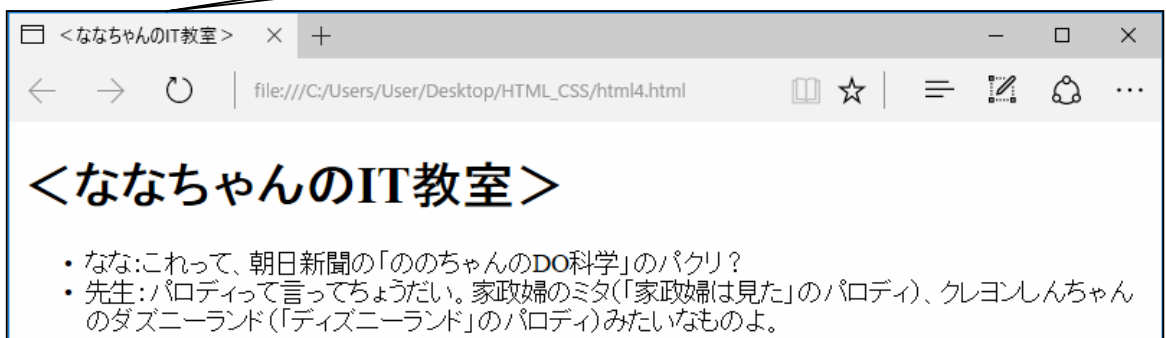 <ななちゃんのIT教室>
file:///C:/Users/User/Desktop/HTML_CSS/html4.html
<ななちゃんのIT教室>
• なな:これって、朝日新聞の「ののちゃんのDO科学」のパクリ?
• 先生:パロディって言ってちょうだい。家政婦のミタ(「家政婦は見た」のパロディ)、クレヨンしんちゃん
のダズニーランド(「ディズニーランド」のパロディ)みたいなものよ。